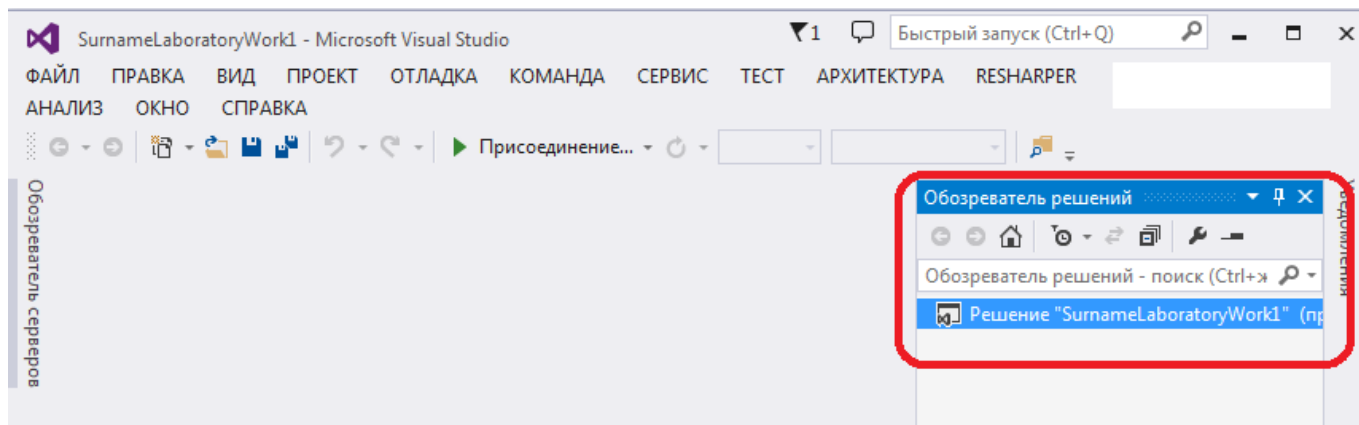 SurnameLaboratoryWork1 - Microsoft Visual Studio
1
Быстрый запуск (Ctrl+Q)
ФАЙЛ ПРАВКА ВИД ПРОЕКТ ОТЛАДКА КОМАНДА СЕРВИС ТЕСТ АРХИТЕКТУРА RESHARPER
АНАЛИЗ ОКНО СПРАВКА
Присоединение...
Обозреватель серверов
Обозреватель решений
Обозреватель решений - поиск (Ctrl+ж
Решение "SurnameLaboratoryWork1" (пр
Уведомления